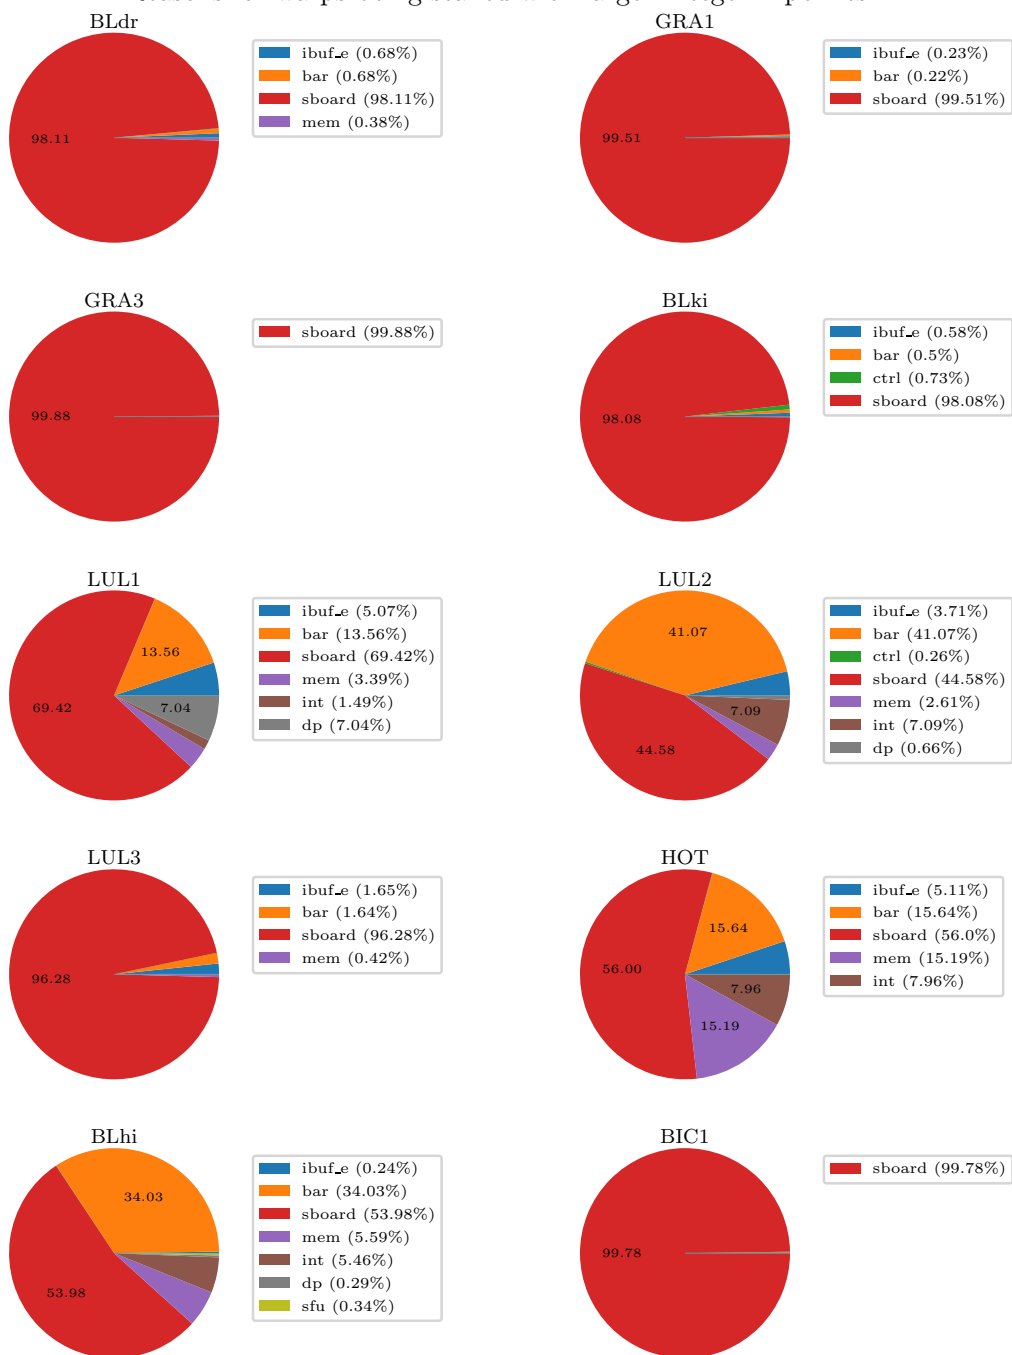 BLdr
ibuf_e (0.68%)
bar (0.68%)
sboard (98.11%)
mem (0.38%)
98.11
GRA1
ibuf_e (0.23%)
bar (0.22%)
sboard (99.51%)
99.51
GRA3
sboard (99.88%)
99.88
BLki
ibuf_e (0.58%)
bar (0.5%)
ctrl (0.73%)
sboard (98.08%)
98.08
LUL1
ibuf_e (5.07%)
bar (13.56%)
sboard (69.42%)
mem (3.39%)
int (1.49%)
dp (7.04%)
13.56
69.42
7.04
LUL2
ibuf_e (3.71%)
bar (41.07%)
ctrl (0.26%)
sboard (44.58%)
mem (2.61%)
int (7.09%)
dp (0.66%)
41.07
7.09
44.58
LUL3
ibuf_e (1.65%)
bar (1.64%)
sboard (96.28%)
mem (0.42%)
96.28
HOT
ibuf_e (5.11%)
bar (15.64%)
sboard (56.0%)
mem (15.19%)
int (7.96%)
15.64
56.00
7.96
15.19
BLhi
ibuf_e (0.24%)
bar (34.03%)
sboard (53.98%)
mem (5.59%)
int (5.46%)
dp (0.29%)
sfu (0.34%)
34.03
53.98
BIC1
sboard (99.78%)
99.78